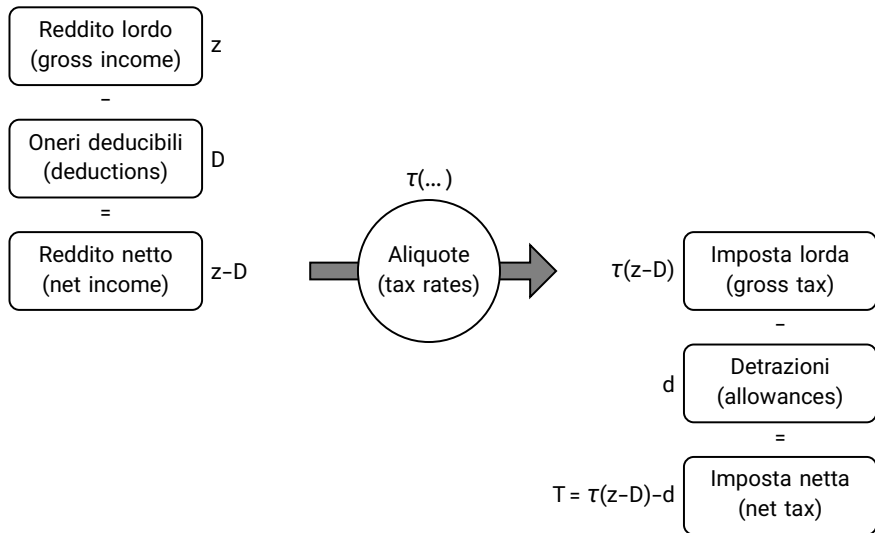 Reddito lordo
(gross income)
z
−
Oneri deducibili
(deductions)
D
=
Reddito netto
(net income)
z−D
τ(...)
Aliquote
(tax rates)
τ(z−D)
Imposta lorda
(gross tax)
−
d
Detrazioni
(allowances)
=
T = τ(z−D)−d
Imposta netta
(net tax)